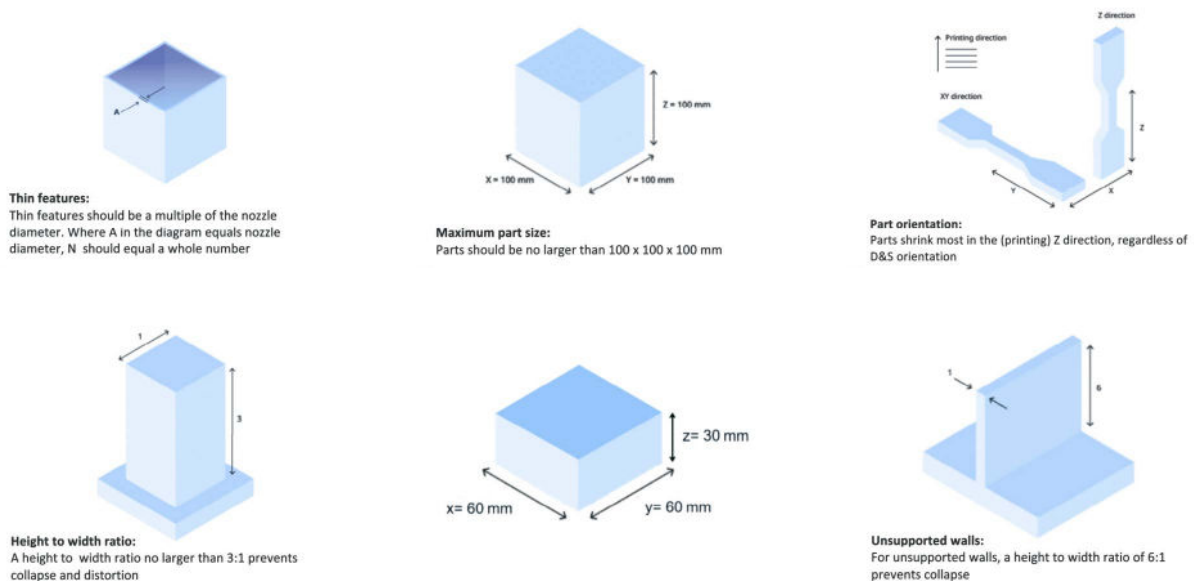 A
Thin features:
Thin features should be a multiple of the nozzle
diameter. Where A in the diagram equals nozzle
diameter, N should equal a whole number
Z = 100 mm
X = 100 mm
Y = 100 mm
Maximum part size:
Parts should be no larger than 100 x 100 x 100 mm
Z direction
Printing direction
XY direction
Z
Y
X
Part orientation:
Parts shrink most in the (printing) Z direction, regardless of
D&S orientation
1
3
Height to width ratio:
A height to width ratio no larger than 3:1 prevents
collapse and distortion
z= 30 mm
x= 60 mm
y= 60 mm
1
6
Unsupported walls:
For unsupported walls, a height to width ratio of 6:1
prevents collapse